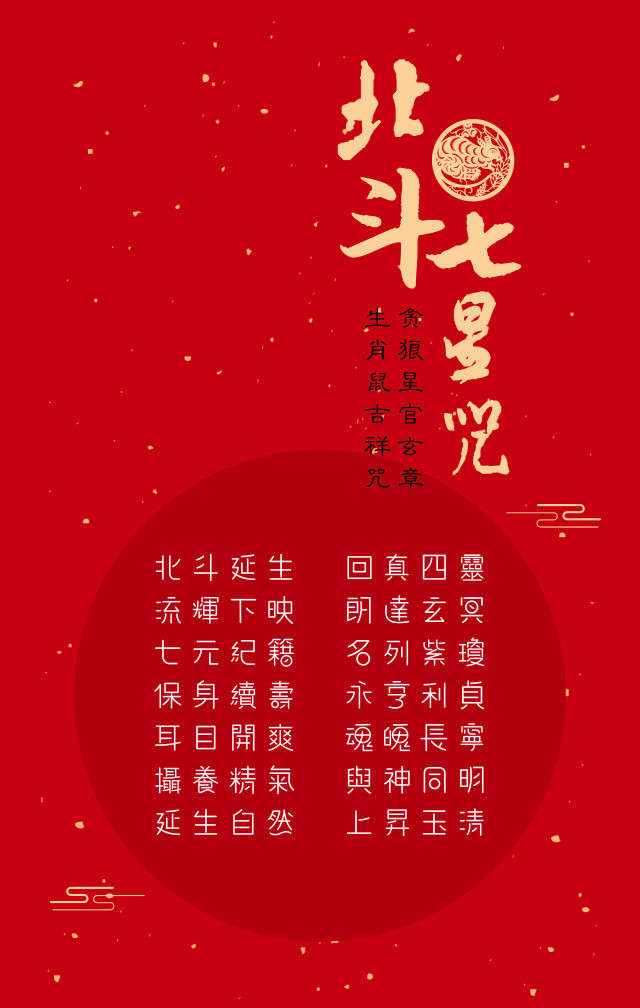 北斗七星咒
贪狼星官玄章
生肖鼠吉祥咒
北斗延生
流輝下映
七元紀籍
保身續壽
耳目開爽
攝養精氣
延生自然
回真四靈
朗達玄冥
名列紫瓊
永亨利貞
魂魄長寧
與神同明
上昇玉清